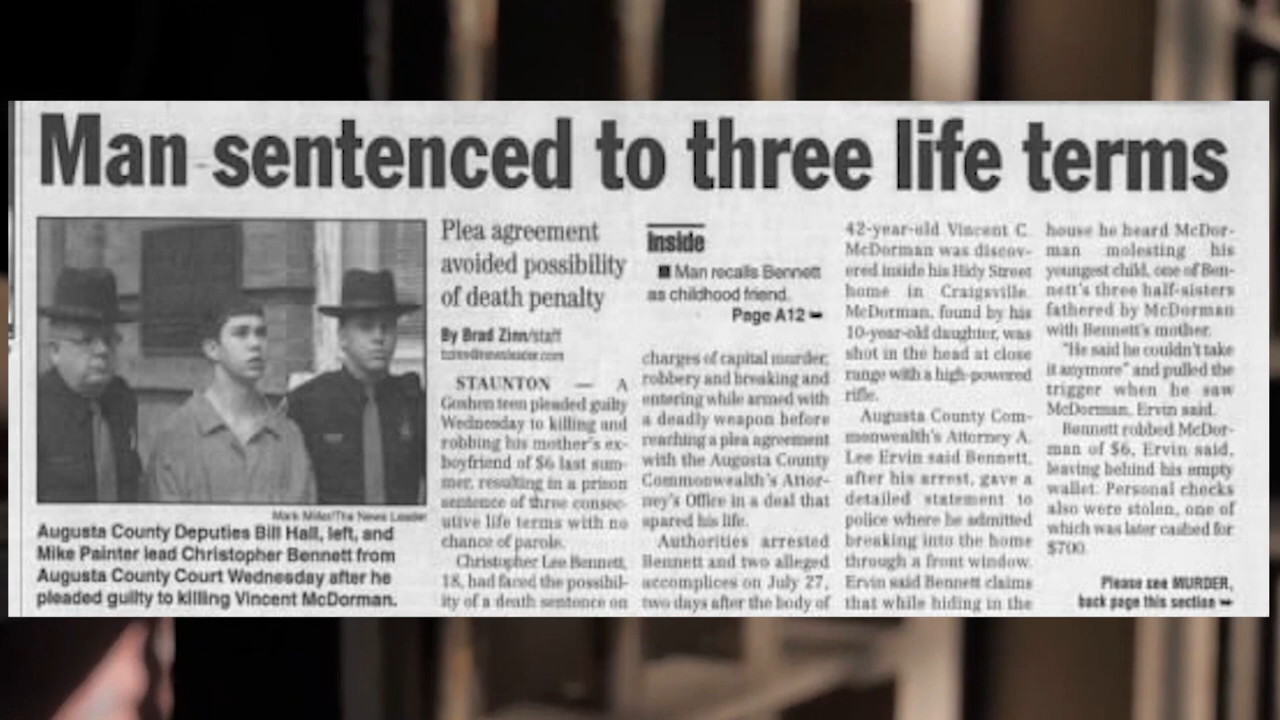 Man sentenced to three life terms
Mark Miller/The News Leader
Augusta County Deputies Bill Hall, left, and
Mike Painter lead Christopher Bennett from
Augusta County Court Wednesday after he
pleaded guilty to killing Vincent McDorman.
Plea agreement
avoided possibility
of death penalty
By Brad Zinn/staff
STAUNTON — A
Goshen teen pleaded guilty
Wednesday to killing and
robbing his mother's ex-
boyfriend of $6 last sum-
mer, resulting in a prison
sentence of three consec-
utive life terms with no
chance of parole.
Christopher Lee Bennett,
18, had faced the possibil-
ity of a death sentence on
Inside
■ Man recalls Bennett
as childhood friend.
Page A12 ➡
charges of capital murder,
robbery and breaking and
entering while armed with
a deadly weapon before
reaching a plea agreement
with the Augusta County
Commonwealth's Attor-
ney's Office in a deal that
spared his life.
Authorities arrested
Bennett and two alleged
accomplices on July 27,
two days after the body of
42-year-old Vincent C.
McDorman was discov-
ered inside his Hidy Street
home in Craigsville.
McDorman, found by his
10-year-old daughter, was
shot in the head at close
range with a high-powered
rifle.
Augusta County Com-
monwealth's Attorney A.
Lee Ervin said Bennett,
after his arrest, gave a
detailed statement to
police where he admitted
breaking into the home
through a front window.
Ervin said Bennett claims
that while hiding in the
house he heard McDor-
man molesting his
youngest child, one of Ben-
nett's three half-sisters
fathered by McDorman
with Bennett's mother.
"He said he couldn't take
it anymore" and pulled the
trigger when he saw
McDorman, Ervin said.
Bennett robbed McDor-
man of $6, Ervin said,
leaving behind his empty
wallet. Personal checks
also were stolen, one of
which was later cashed for
$700.
Please see MURDER,
back page this section ➡